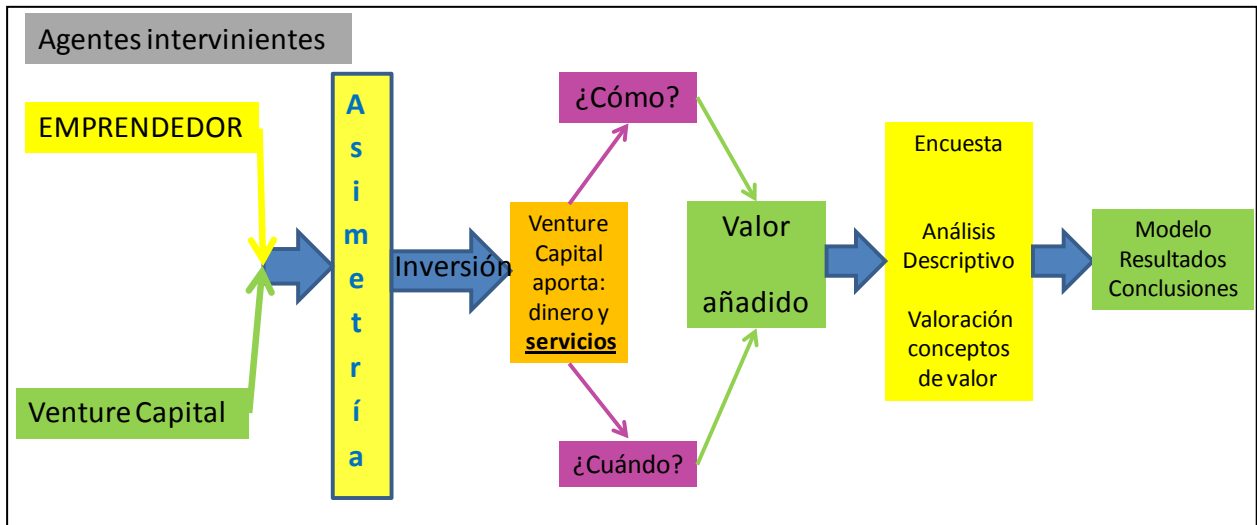 Agentes intervinientes
EMPRENDEDOR
Venture Capital
A
s
i
m
e
t
r
í
a
Inversión
¿Cómo?
Venture
Capital
aporta:
dinero y
servicios
¿Cuándo?
Valor
añadido
Encuesta
Análisis
Descriptivo
Valoración
conceptos
de valor
Modelo
Resultados
Conclusiones